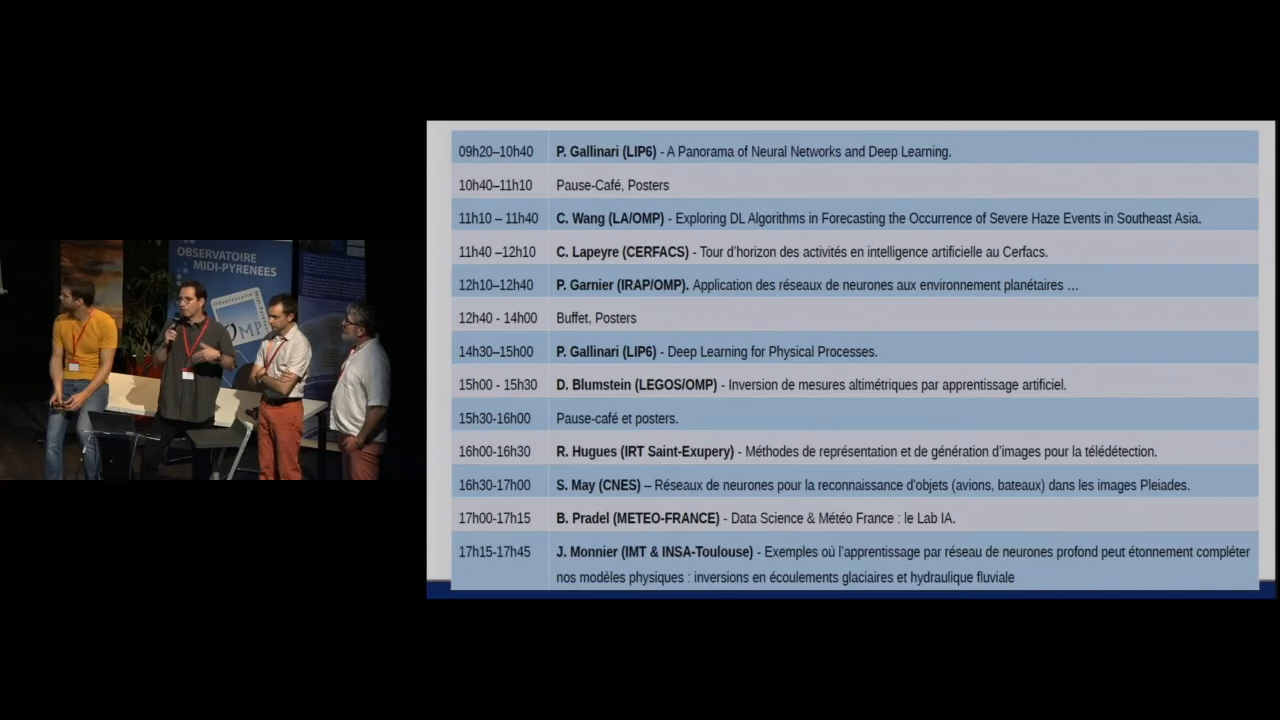 OBSERVATOIRE
MIDI-PYRENEES
Observatoire
Midi-Pyrénées
OMP
09h20–10h40 P. Gallinari (LIP6) - A Panorama of Neural Networks and Deep Learning.
10h40–11h10 Pause-Café, Posters
11h10 – 11h40 C. Wang (LA/OMP) - Exploring DL Algorithms in Forecasting the Occurrence of Severe Haze Events in Southeast Asia.
11h40 –12h10 C. Lapeyre (CERFACS) - Tour d’horizon des activités en intelligence artificielle au Cerfacs.
12h10–12h40 P. Garnier (IRAP/OMP). Application des réseaux de neurones aux environnement planétaires …
12h40 - 14h00 Buffet, Posters
14h30–15h00 P. Gallinari (LIP6) - Deep Learning for Physical Processes.
15h00 - 15h30 D. Blumstein (LEGOS/OMP) - Inversion de mesures altimétriques par apprentissage artificiel.
15h30-16h00 Pause-café et posters.
16h00-16h30 R. Hugues (IRT Saint-Exupery) - Méthodes de représentation et de génération d’images pour la télédétection.
16h30-17h00 S. May (CNES) – Réseaux de neurones pour la reconnaissance d’objets (avions, bateaux) dans les images Pleiades.
17h00-17h15 B. Pradel (METEO-FRANCE) - Data Science & Météo France : le Lab IA.
17h15-17h45 J. Monnier (IMT & INSA-Toulouse) - Exemples où l’apprentissage par réseau de neurones profond peut étonnement compléter
nos modèles physiques : inversions en écoulements glaciaires et hydraulique fluviale